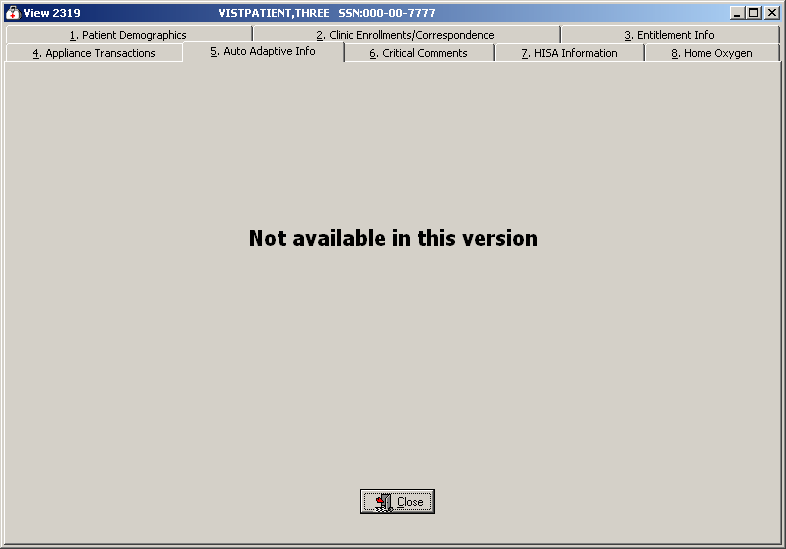 View 2319 VISTPATIENT,THREE SSN:000-00-7777
1. Patient Demographics 2. Clinic Enrollments/Correspondence 3. Entitlement Info
4. Appliance Transactions 5. Auto Adaptive Info 6. Critical Comments 7. HISA Information 8. Home Oxygen
Not available in this version
Close